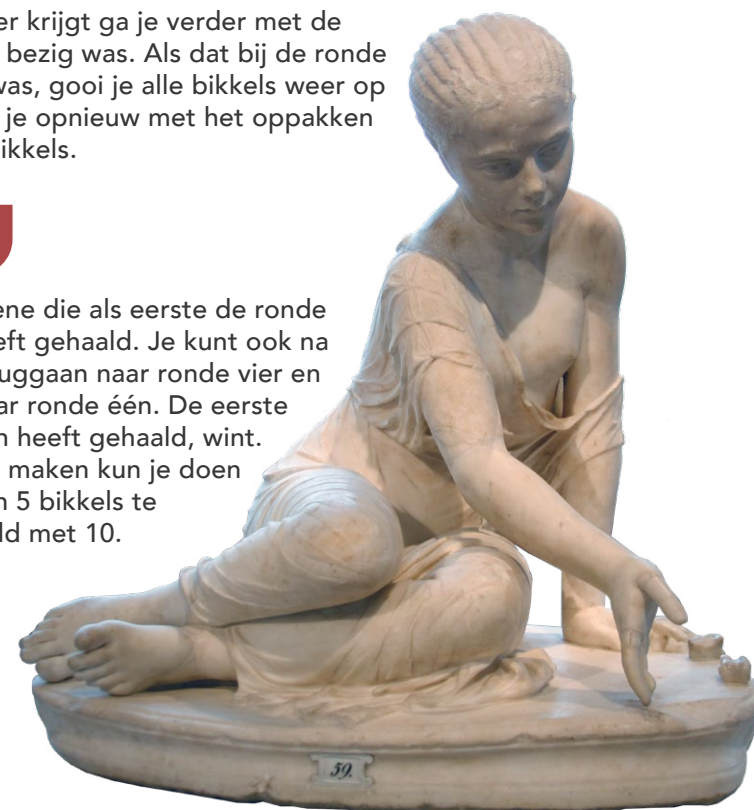 er krijgt ga je verder met de
bezig was. Als dat bij de ronde
was, gooi je alle bikkels weer op
je opnieuw met het oppakken
ikkels.
ene die als eerste de ronde
eft gehaald. Je kunt ook na
uggaan naar ronde vier en
ar ronde één. De eerste
n heeft gehaald, wint.
maken kun je doen
n 5 bikkels te
ld met 10.
59.